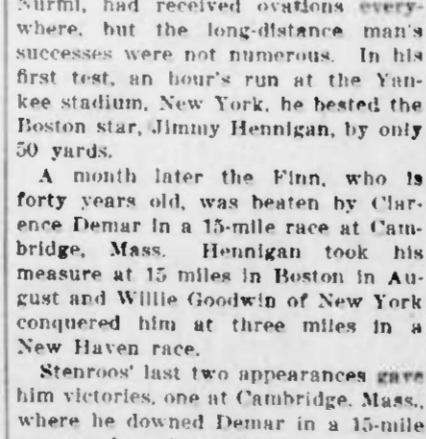 Nurmi, had received ovations every-
where, but the long-distance man's
successes were not numerous. In his
first test, an hour's run at the Yan-
kee stadium, New York, he bested the
Boston star, Jimmy Hennigan, by only
50 yards.
A month later the Finn, who is
forty years old, was beaten by Clar-
ence Demar in a 15-mile race at Cam-
bridge, Mass. Hennigan took his
measure at 15 miles in Boston in Au-
gust and Willie Goodwin of New York
conquered him at three miles in a
New Haven race.
Stenroos' last two appearances gave
him victories, one at Cambridge, Mass.,
where he downed Demar in a 15-mile